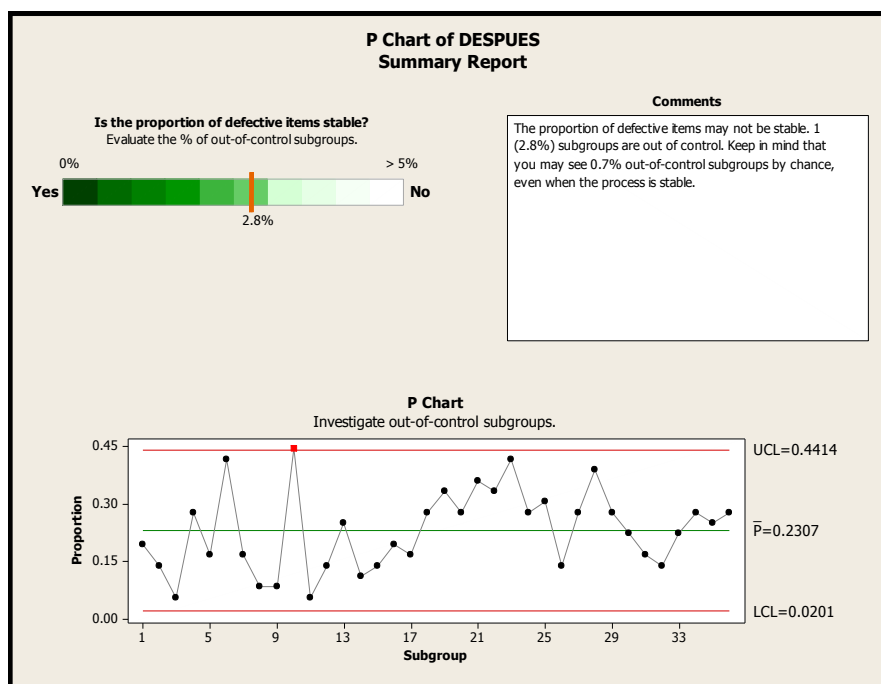 P Chart of DESPUES
Summary Report
Is the proportion of defective items stable?
Evaluate the % of out-of-control subgroups.
0%
> 5%
Yes
No
2.8%
Comments
The proportion of defective items may not be stable. 1
(2.8%) subgroups are out of control. Keep in mind that
you may see 0.7% out-of-control subgroups by chance,
even when the process is stable.
P Chart
Investigate out-of-control subgroups.
0.45
0.30
0.15
0.00
Proportion
UCL=0.4414
P̅=0.2307
LCL=0.0201
1 5 9 13 17 21 25 29 33
Subgroup